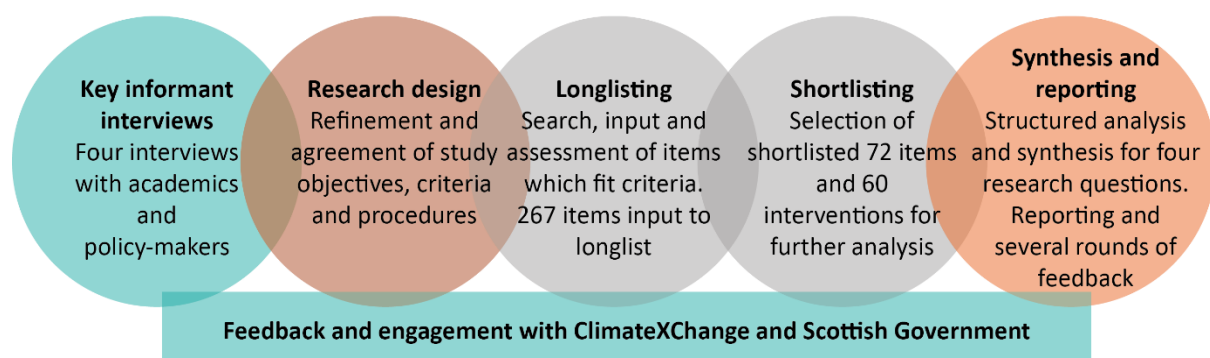 Key informant
interviews
Four interviews
with academics
and
policy-makers
Research design
Refinement and
agreement of study
objectives, criteria
and procedures
Longlisting
Search, input and
assessment of items
which fit criteria.
267 items input to
longlist
Shortlisting
Selection of
shortlisted 72 items
and 60
interventions for
further analysis
Synthesis and
reporting
Structured analysis
and synthesis for four
research questions.
Reporting and
several rounds of
feedback
Feedback and engagement with ClimateXChange and Scottish Government